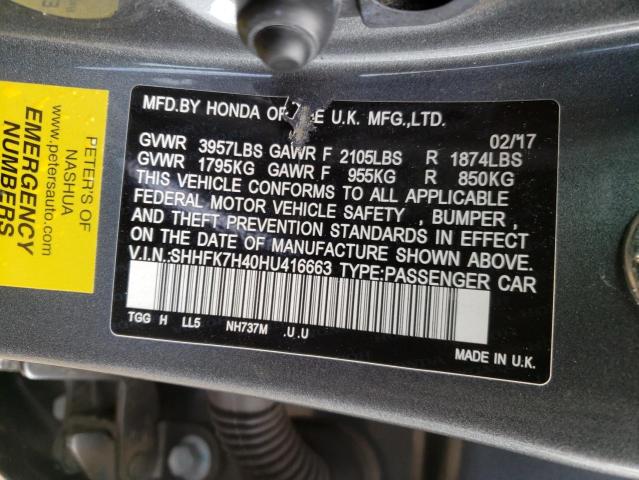 MFD.BY HONDA OF THE U.K. MFG.,LTD.
02/17
GVWR 3957LBS GAWR F 2105LBS R 1874LBS
GVWR 1795KG GAWR F 955KG R 850KG
THIS VEHICLE CONFORMS TO ALL APPLICABLE
FEDERAL MOTOR VEHICLE SAFETY , BUMPER ,
AND THEFT PREVENTION STANDARDS IN EFFECT
ON THE DATE OF MANUFACTURE SHOWN ABOVE.
V.I.N:SHHFK7H40HU416663 TYPE:PASSENGER CAR
TGG H LL5 NH737M .U.U
MADE IN U.K.
PETER'S OF
NASHUA
www.petersauto.com
EMERGENCY
NUMBERS